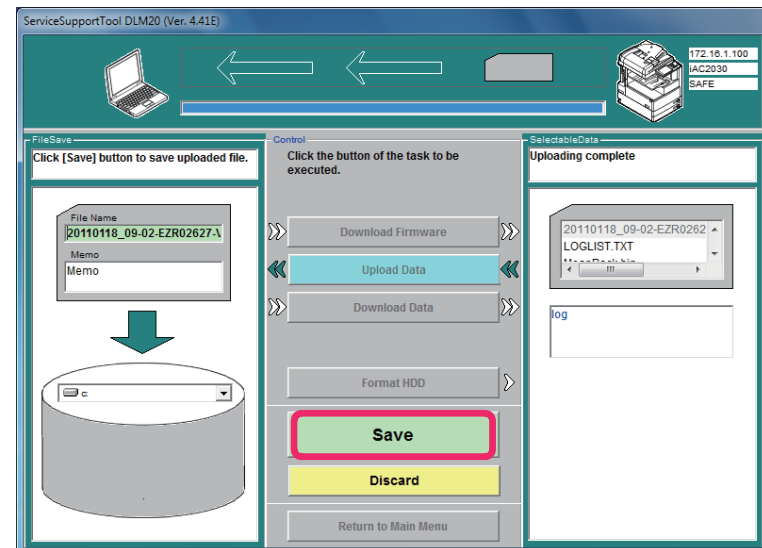 ServiceSupportTool DLM20 (Ver. 4.41E)
172.16.1.100
iAC2030
SAFE
FileSave
Click [Save] button to save uploaded file.
File Name
20110118_09-02-EZR02627-V
Memo
Memo
c:
Control
Click the button of the task to be
executed.
Download Firmware
Upload Data
Download Data
Format HDD
Save
Discard
Return to Main Menu
SelectableData
Uploading complete
20110118_09-02-EZR0262
LOGLIST.TXT
log